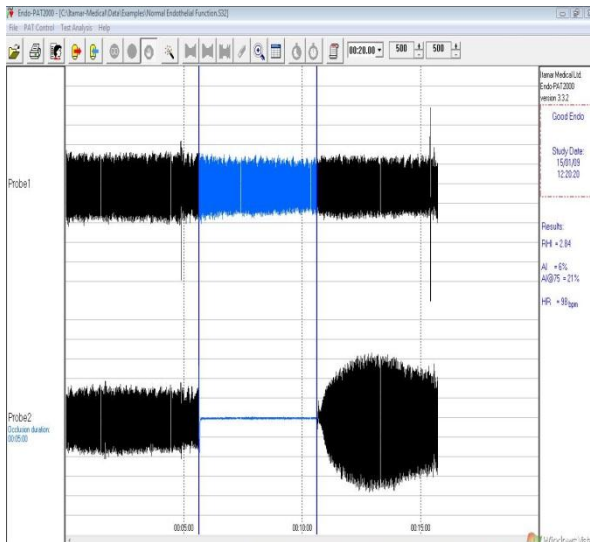 Endo-PAT2000 - [C:\Itamar-Medical\Data\Examples\Normal Endothelial Function.S32]
File PAT Control Test Analysis Help
00:20.00 500 500
Itamar Medical Ltd.
Endo-PAT2000
version 3.3.2
Good Endo
Study Date:
15/01/09
12:20:20
Results:
RHI = 2.84
AI = 6%
AI@75 = 21%
HR = 98bpm
Probe1
Probe2
Occlusion duration:
00:05:00
00:05:00 00:10:00 00:15:00